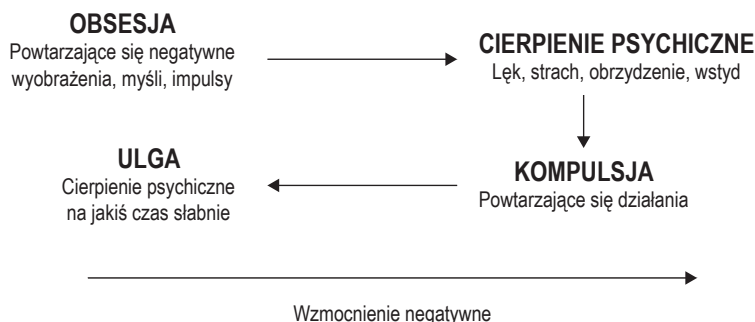 OBSESJA
Powtarzające się negatywne
wyobrażenia, myśli, impulsy
CIERPIENIE PSYCHICZNE
Lęk, strach, obrzydzenie, wstyd
KOMPULSJA
Powtarzające się działania
ULGA
Cierpienie psychiczne
na jakiś czas słabnie
Wzmocnienie negatywne